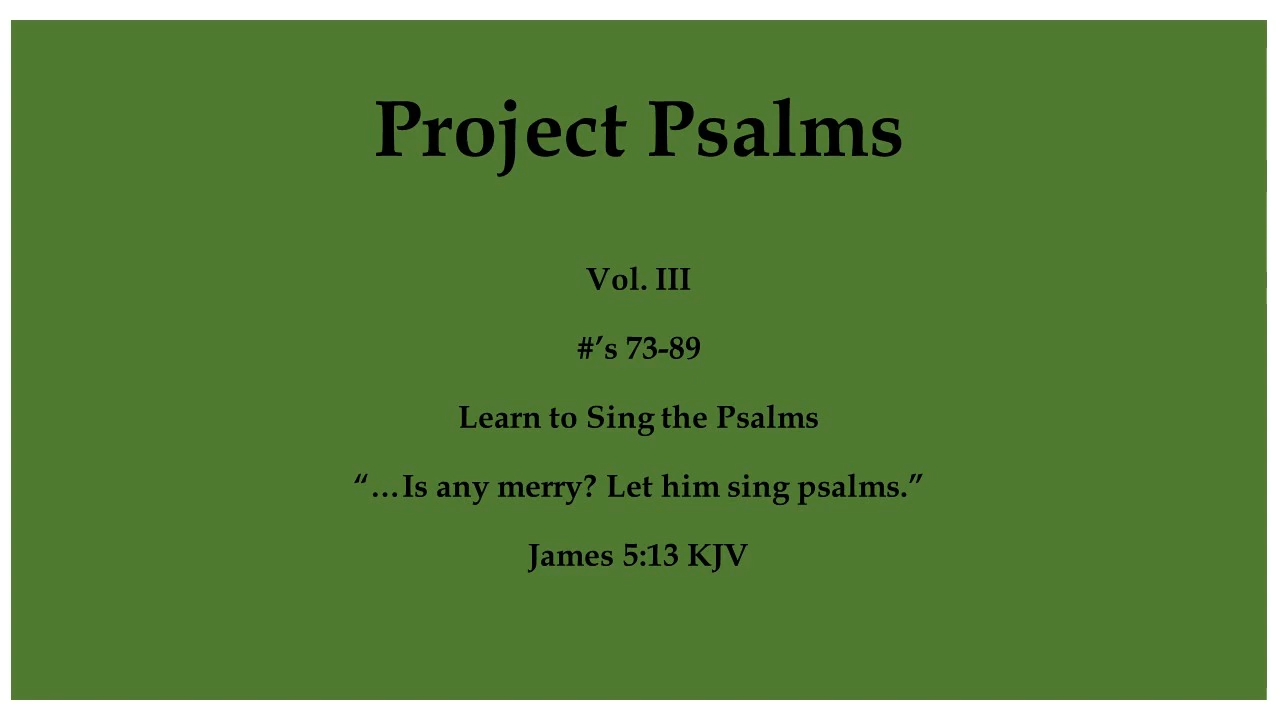 Project Psalms
Vol. III
#’s 73-89
Learn to Sing the Psalms
“…Is any merry? Let him sing psalms.”
James 5:13 KJV